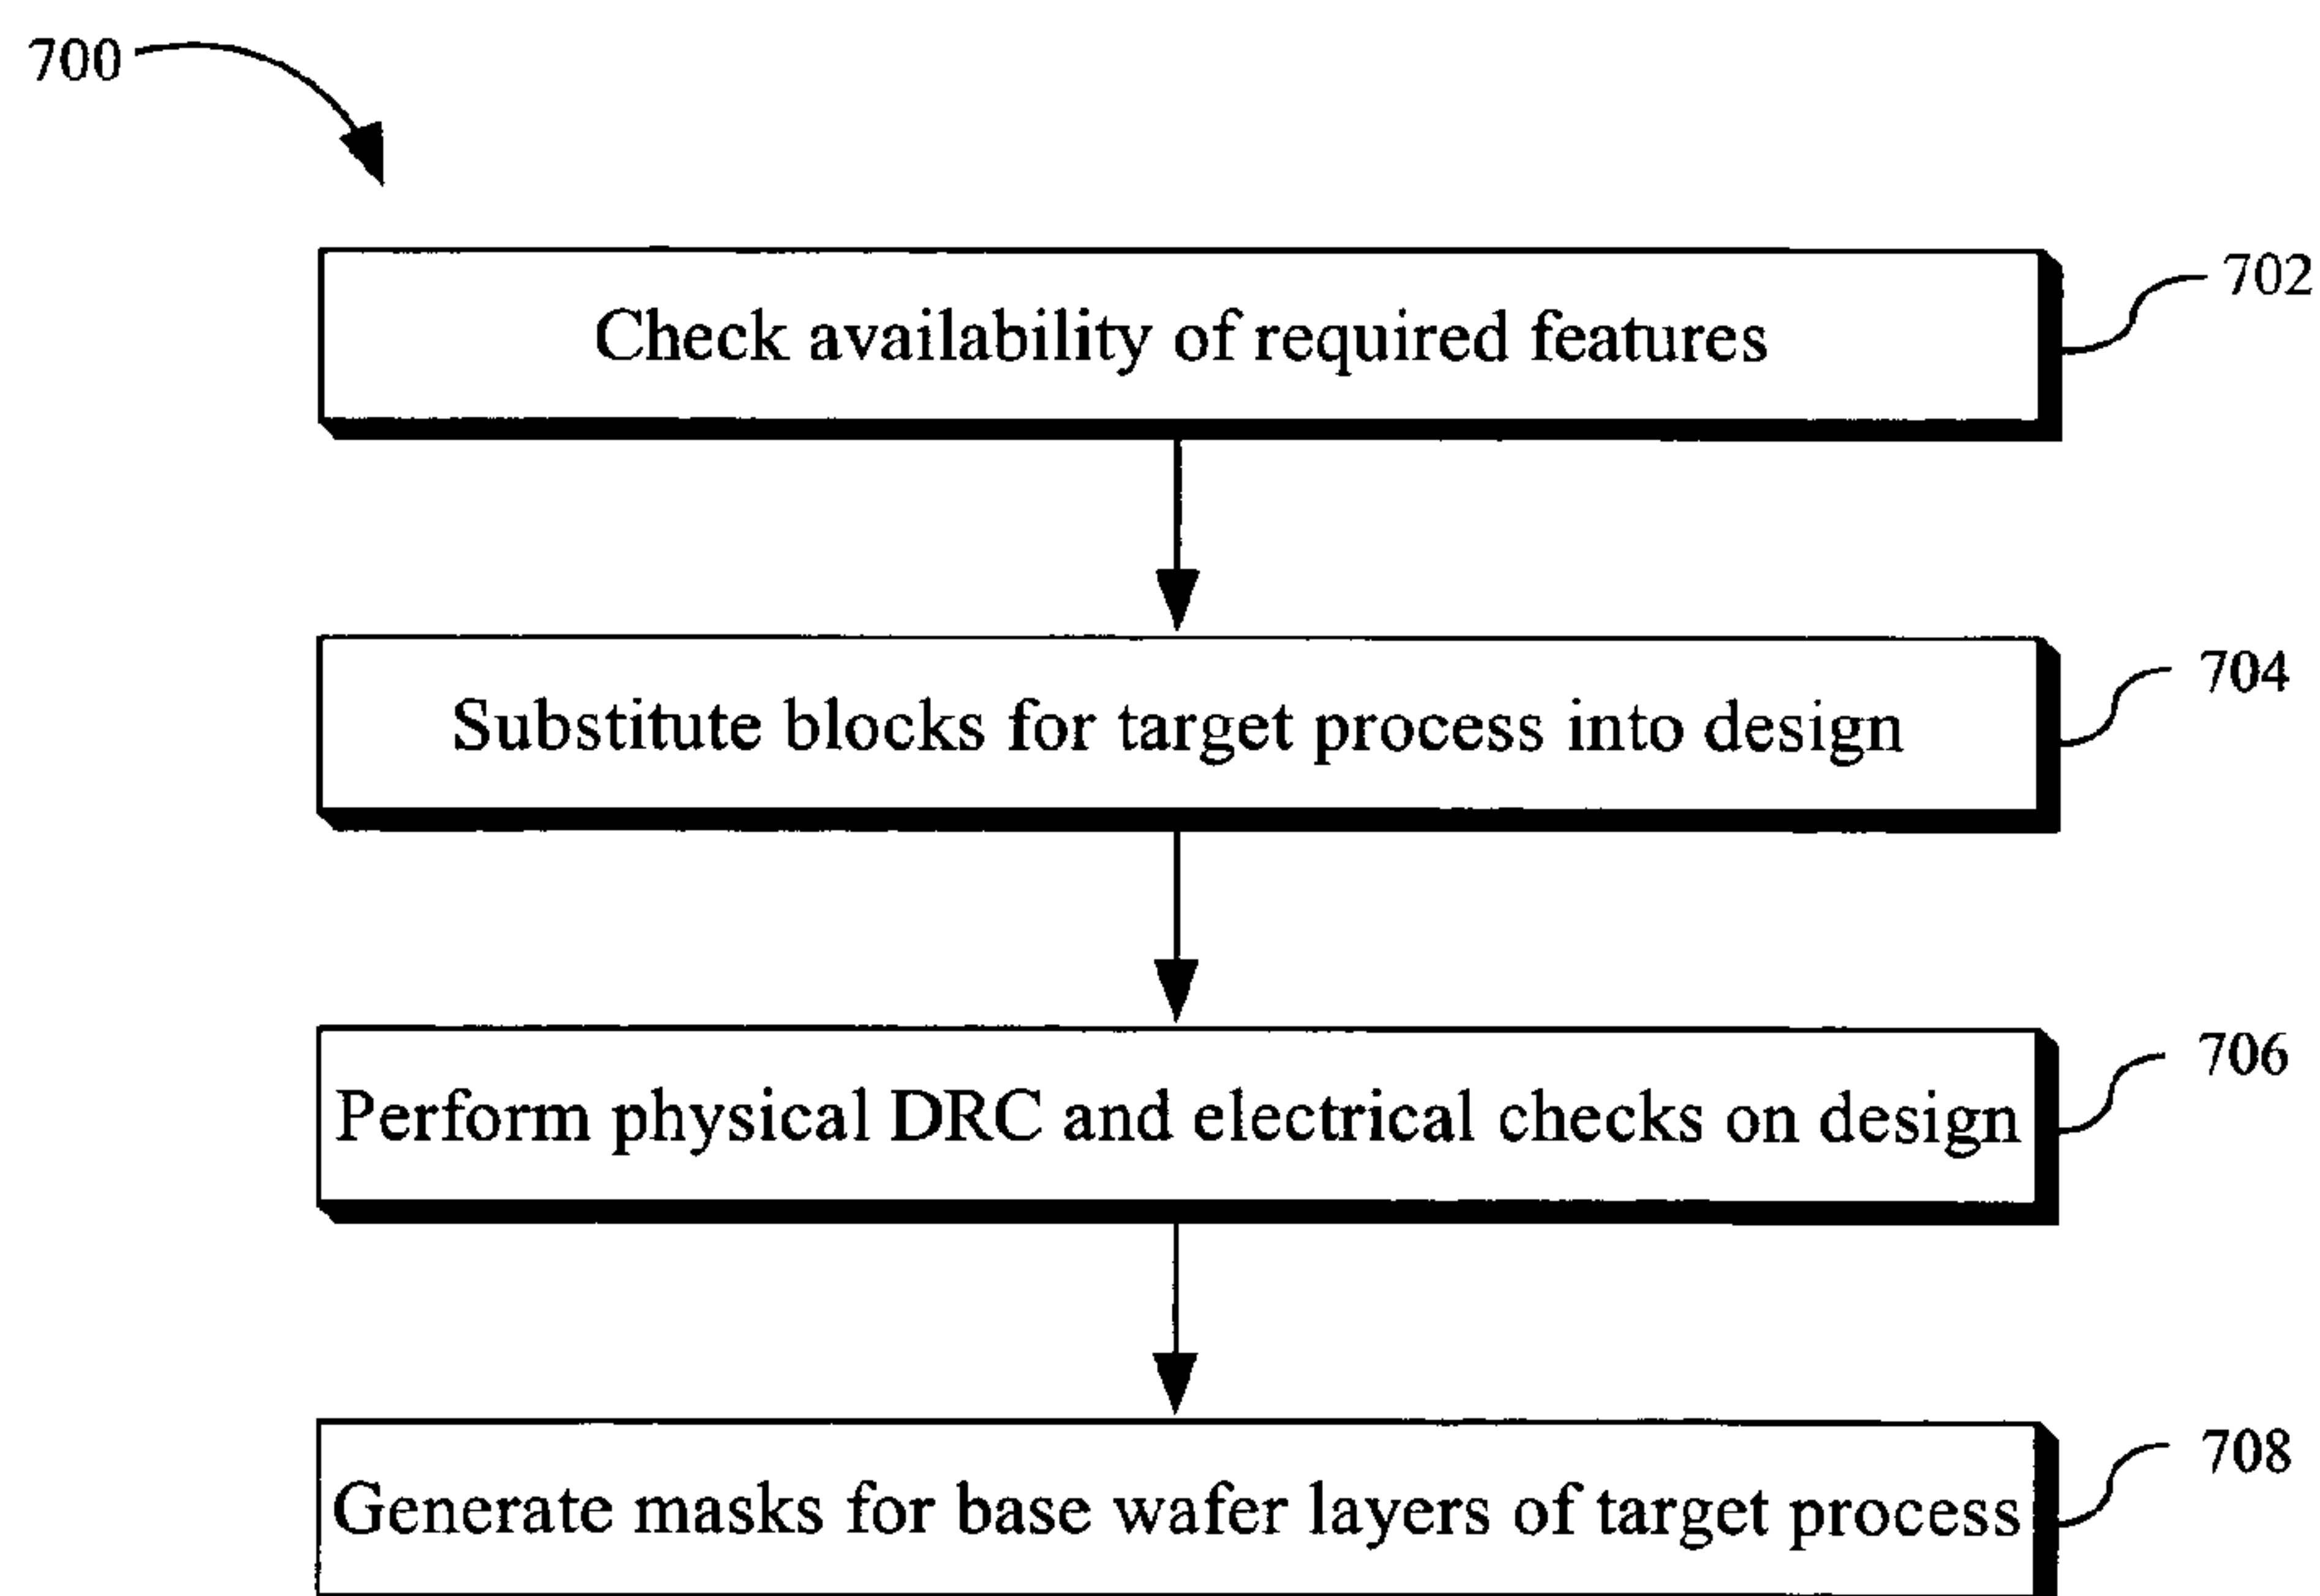 700
Check availability of required features
702
Substitute blocks for target process into design
704
Perform physical DRC and electrical checks on design
706
Generate masks for base wafer layers of target process
708